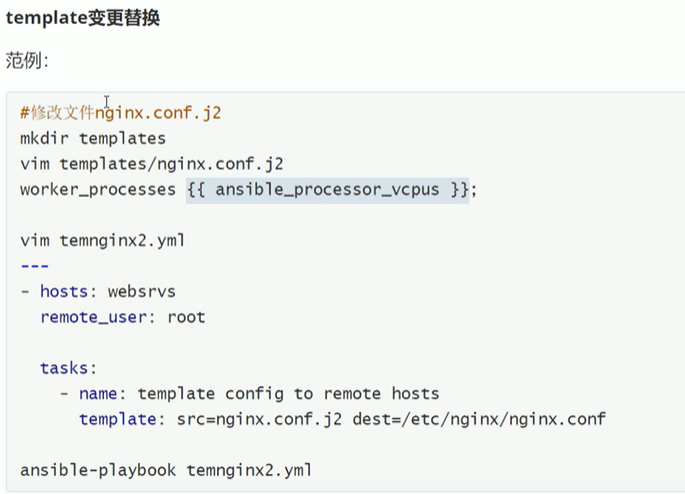 template变更替换
范例：
#修改文件nginx.conf.j2
mkdir templates
vim templates/nginx.conf.j2
worker_processes {{ ansible_processor_vcpus }};
vim temnginx2.yml
---
- hosts: websrvs
  remote_user: root
  tasks:
    - name: template config to remote hosts
      template: src=nginx.conf.j2 dest=/etc/nginx/nginx.conf
ansible-playbook temnginx2.yml